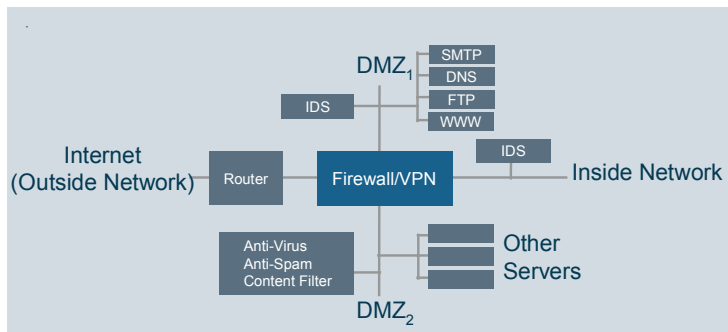 SMTP
DMZ₁
DNS
IDS
FTP
WWW
Internet
(Outside Network)
Router
Firewall/VPN
IDS
Inside Network
Anti-Virus
Anti-Spam
Content Filter
Other
Servers
DMZ₂